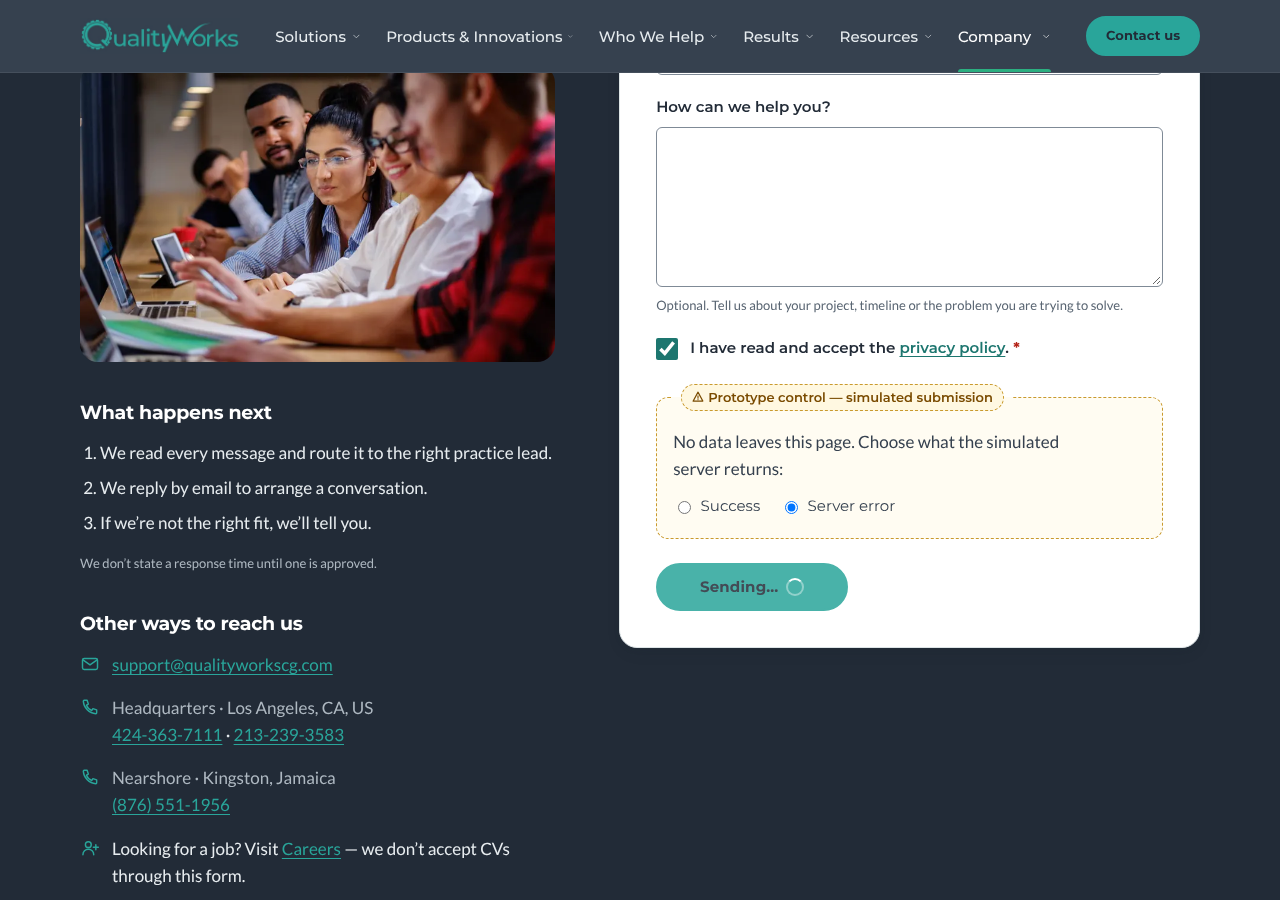 QualityWorks
Solutions
Products & Innovations
Who We Help
Results
Resources
Company
Contact us
What happens next
1. We read every message and route it to the right practice lead.
2. We reply by email to arrange a conversation.
3. If we’re not the right fit, we’ll tell you.
We don’t state a response time until one is approved.
Other ways to reach us
support@qualityworkscg.com
Headquarters · Los Angeles, CA, US
424-363-7111 · 213-239-3583
Nearshore · Kingston, Jamaica
(876) 551-1956
Looking for a job? Visit Careers — we don’t accept CVs
through this form.
How can we help you?
Optional. Tell us about your project, timeline or the problem you are trying to solve.
I have read and accept the privacy policy. *
⚠ Prototype control — simulated submission
No data leaves this page. Choose what the simulated
server returns:
Success
Server error
Sending…